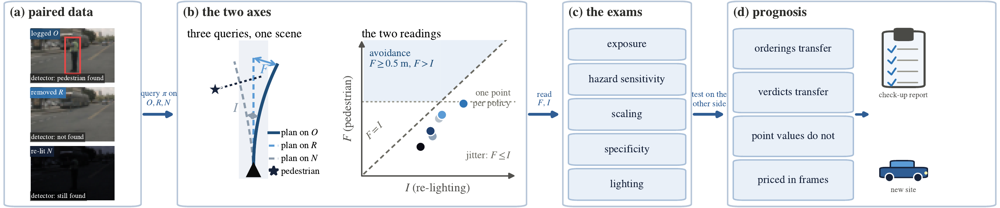 (a) paired data
logged O
detector: pedestrian found
removed R
detector: not found
re-lit N
detector: still found
query π on
O, R, N
(b) the two axes
three queries, one scene
F
I
plan on O
plan on R
plan on N
pedestrian
the two readings
avoidance
F ≥ 0.5 m, F > I
one point
per policy
F = I
jitter: F ≤ I
F (pedestrian)
I (re-lighting)
read
F, I
(c) the exams
exposure
hazard sensitivity
scaling
specificity
lighting
test on the
other side
(d) prognosis
orderings transfer
verdicts transfer
point values do not
priced in frames
check-up report
new site